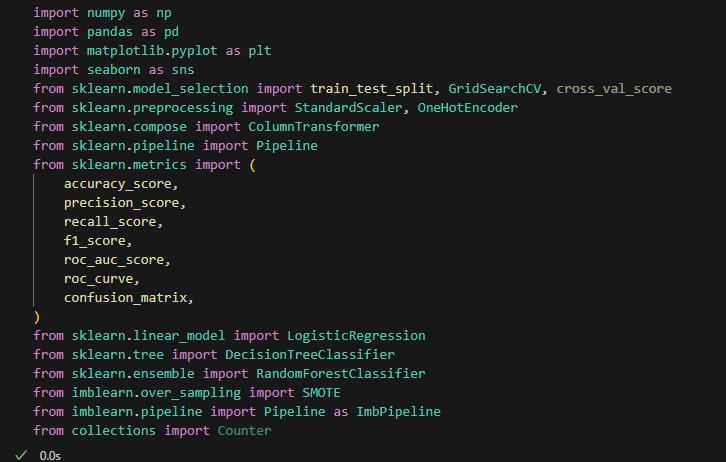 import numpy as np
import pandas as pd
import matplotlib.pyplot as plt
import seaborn as sns
from sklearn.model_selection import train_test_split, GridSearchCV, cross_val_score
from sklearn.preprocessing import StandardScaler, OneHotEncoder
from sklearn.compose import ColumnTransformer
from sklearn.pipeline import Pipeline
from sklearn.metrics import (
    accuracy_score,
    precision_score,
    recall_score,
    f1_score,
    roc_auc_score,
    roc_curve,
    confusion_matrix,
)
from sklearn.linear_model import LogisticRegression
from sklearn.tree import DecisionTreeClassifier
from sklearn.ensemble import RandomForestClassifier
from imblearn.over_sampling import SMOTE
from imblearn.pipeline import Pipeline as ImbPipeline
from collections import Counter
0.0s